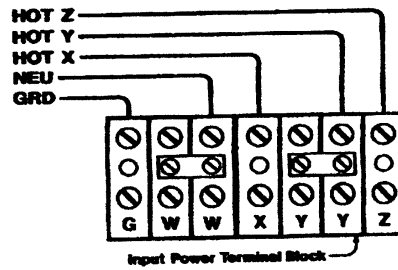 HOT Z
HOT Y
HOT X
NEU
GRD
G W W X Y Y Z
Input Power Terminal Block